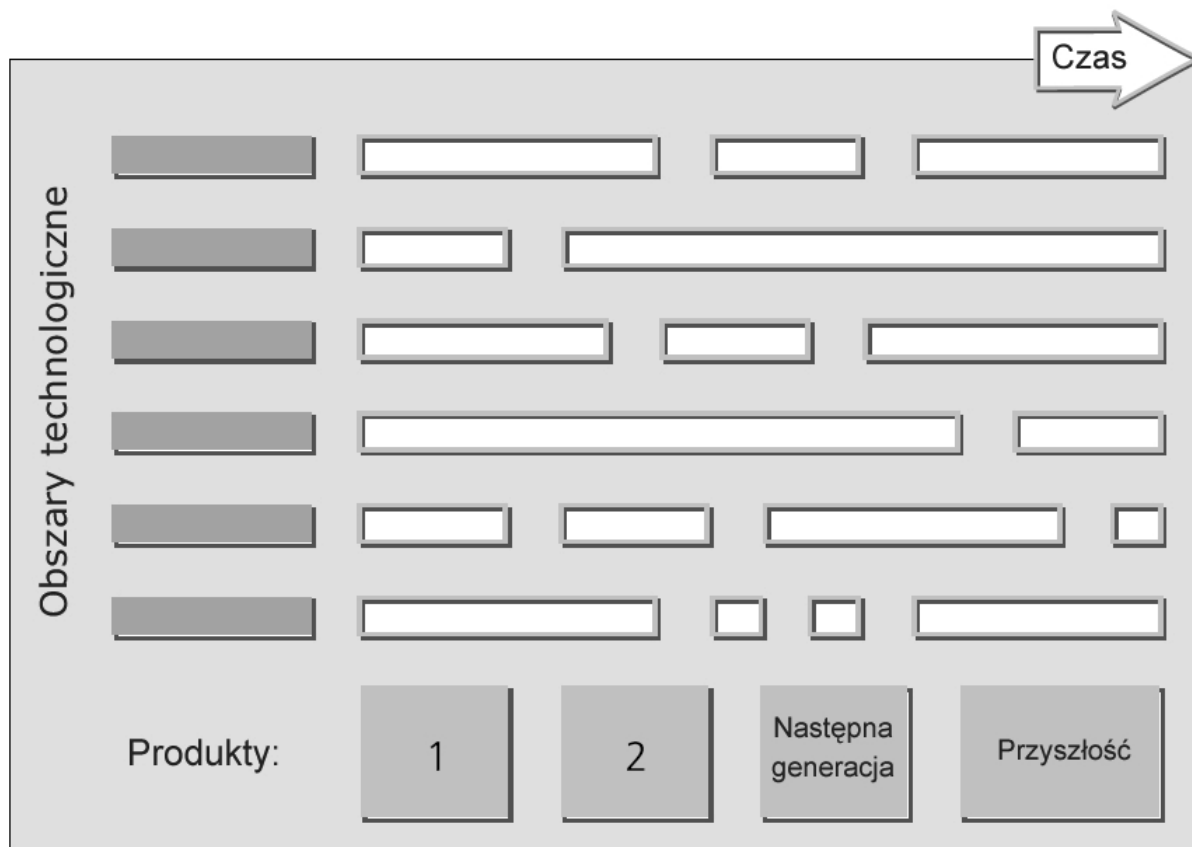 Czas
Obszary technologiczne
Produkty:
1
2
Następna
generacja
Przyszłość